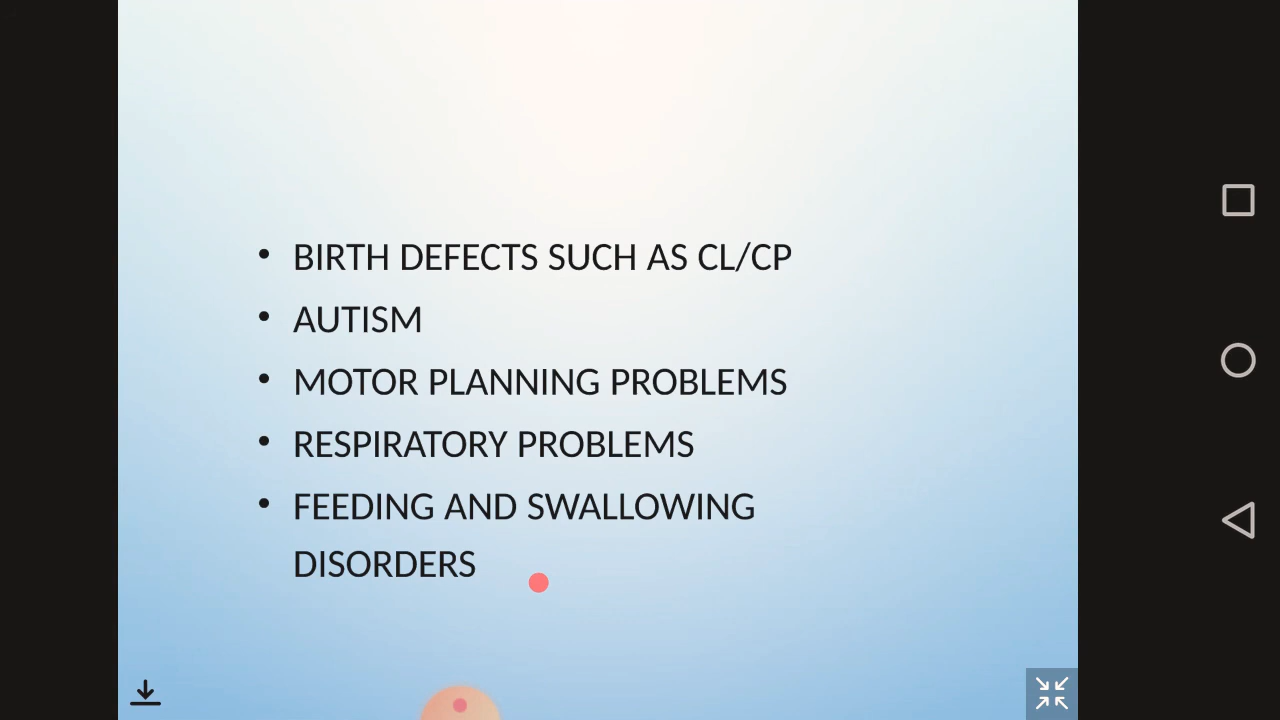 • BIRTH DEFECTS SUCH AS CL/CP
• AUTISM
• MOTOR PLANNING PROBLEMS
• RESPIRATORY PROBLEMS
• FEEDING AND SWALLOWING
DISORDERS